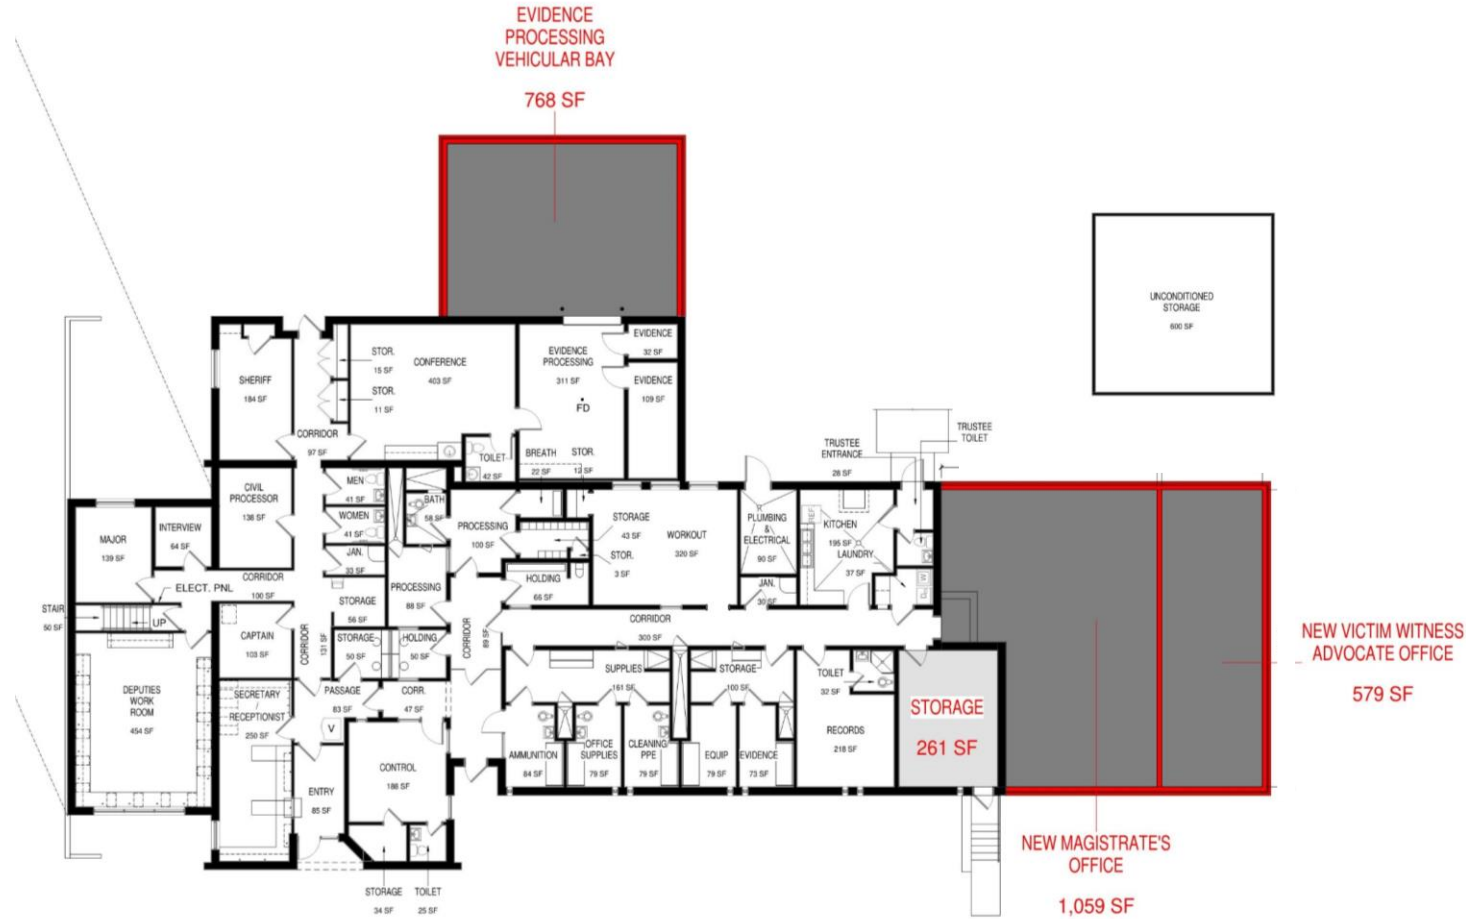 EVIDENCE
PROCESSING
VEHICULAR BAY
768 SF
UNCONDITIONED
STORAGE
600 SF
SHERIFF
184 SF
STOR.
15 SF
STOR.
11 SF
CORRIDOR
97 SF
CONFERENCE
403 SF
TOILET
42 SF
EVIDENCE
PROCESSING
311 SF
FD
EVIDENCE
32 SF
EVIDENCE
109 SF
BREATH
22 SF
STOR.
12 SF
TRUSTEE
ENTRANCE
28 SF
TRUSTEE
TOILET
CIVIL
PROCESSOR
136 SF
MEN
41 SF
WOMEN
41 SF
JAN.
33 SF
BATH
58 SF
PROCESSING
100 SF
STORAGE
43 SF
STOR.
3 SF
WORKOUT
320 SF
PLUMBING
&
ELECTRICAL
90 SF
JAN.
30 SF
REF.
KITCHEN
195 SF
LAUNDRY
37 SF
MAJOR
139 SF
INTERVIEW
64 SF
ELECT. PNL
CORRIDOR
100 SF
STORAGE
56 SF
PROCESSING
88 SF
HOLDING
66 SF
STAIR
50 SF
UP
CAPTAIN
103 SF
CORRIDOR
131 SF
STORAGE
50 SF
HOLDING
50 SF
CORRIDOR
89 SF
CORRIDOR
300 SF
DEPUTIES
WORK
ROOM
454 SF
SECRETARY
/
RECEPTIONIST
250 SF
PASSAGE
83 SF
V
CORR.
47 SF
SUPPLIES
161 SF
STORAGE
100 SF
TOILET
32 SF
RECORDS
218 SF
STORAGE
261 SF
AMMUNITION
84 SF
OFFICE
SUPPLIES
79 SF
CLEANING
PPE
79 SF
EQUIP
79 SF
EVIDENCE
73 SF
CONTROL
188 SF
ENTRY
85 SF
STORAGE
34 SF
TOILET
25 SF
NEW VICTIM WITNESS
ADVOCATE OFFICE
579 SF
NEW MAGISTRATE'S
OFFICE
1,059 SF